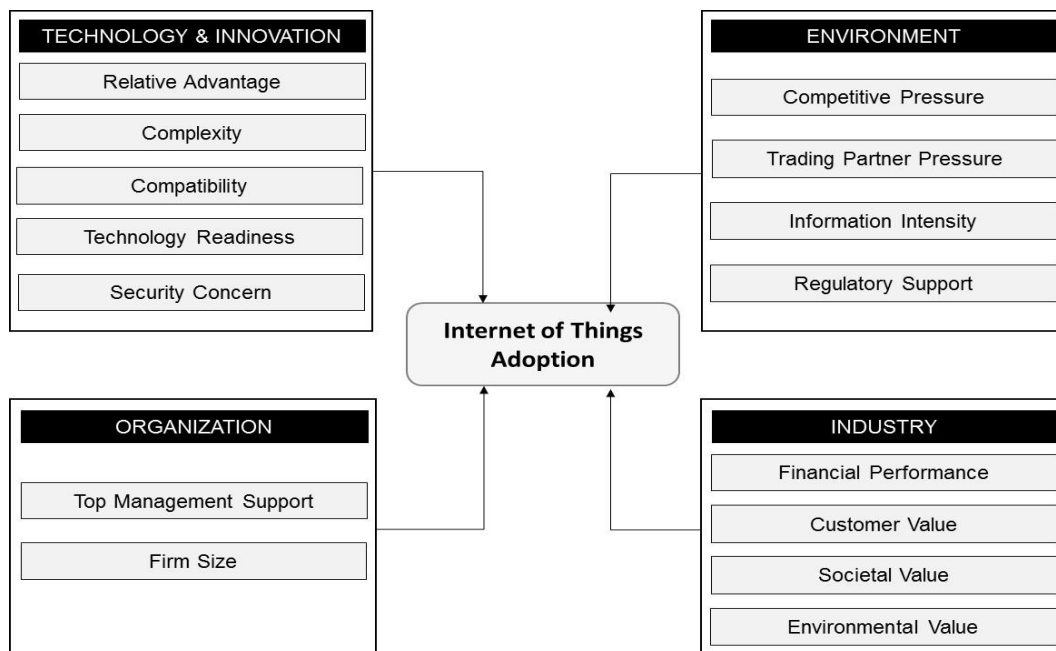 TECHNOLOGY & INNOVATION
Relative Advantage
Complexity
Compatibility
Technology Readiness
Security Concern
ENVIRONMENT
Competitive Pressure
Trading Partner Pressure
Information Intensity
Regulatory Support
Internet of Things
Adoption
ORGANIZATION
Top Management Support
Firm Size
INDUSTRY
Financial Performance
Customer Value
Societal Value
Environmental Value